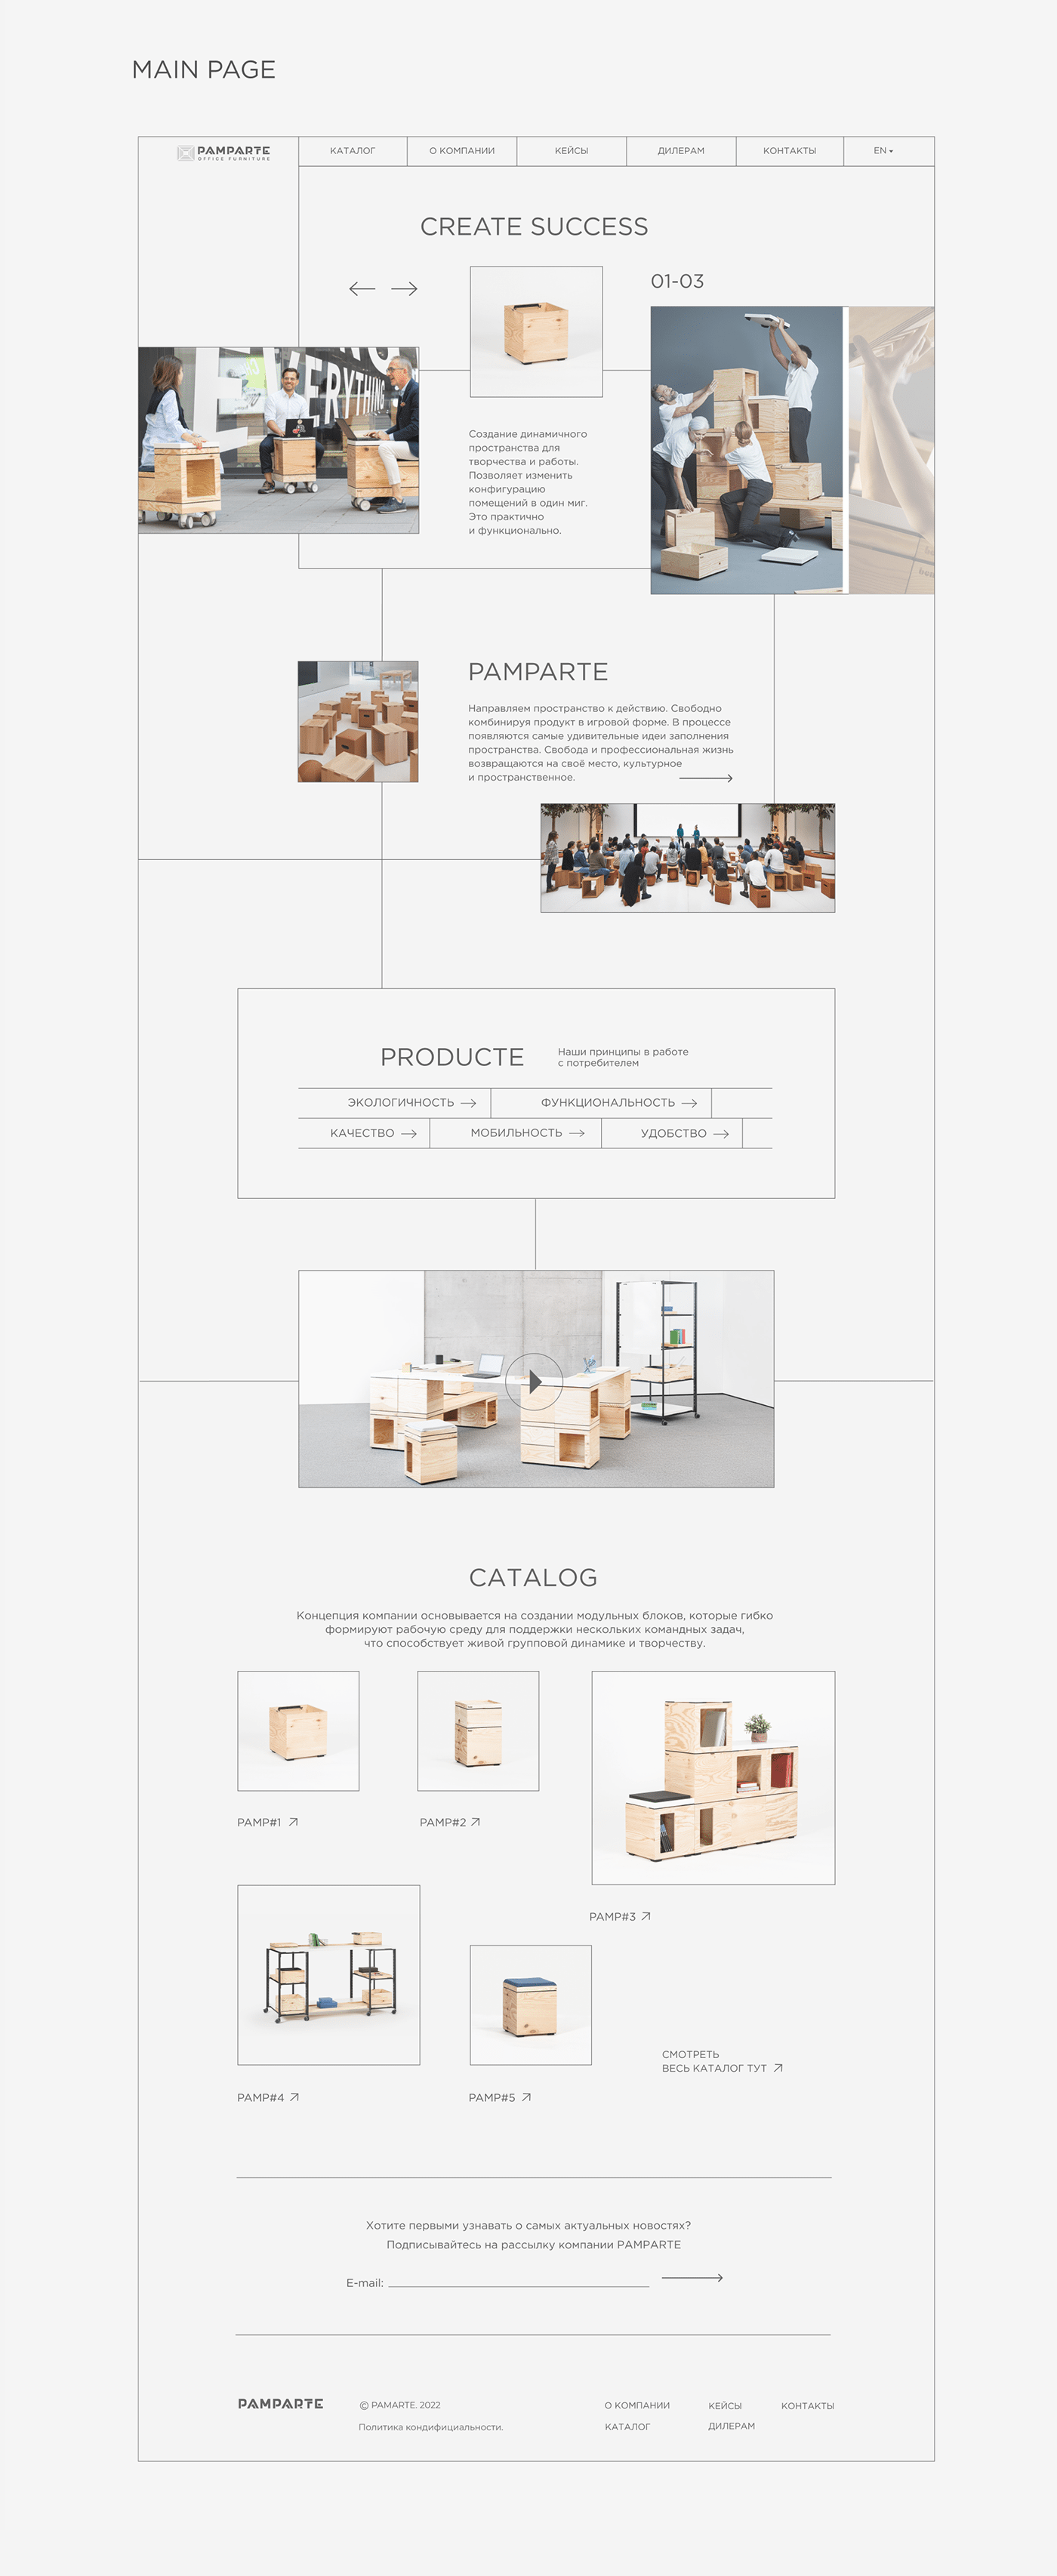 MAIN PAGE
PAMPARTE
OFFICE FURNITURE
КАТАЛОГ
О КОМПАНИИ
КЕЙСЫ
ДИЛЕРАМ
КОНТАКТЫ
EN
CREATE SUCCESS
01-03
EVERYTHING
Создание динамичного
пространства для
творчества и работы.
Позволяет изменить
конфигурацию
помещений в один миг.
Это практично
и функционально.
PAMPARTE
Направляем пространство к действию. Свободно
комбинируя продукт в игровой форме. В процессе
появляются самые удивительные идеи заполнения
пространства. Свобода и профессиональная жизнь
возвращаются на своё место, культурное
и пространственное.
PRODUCTE
Наши принципы в работе
с потребителем
ЭКОЛОГИЧНОСТЬ
ФУНКЦИОНАЛЬНОСТЬ
КАЧЕСТВО
МОБИЛЬНОСТЬ
УДОБСТВО
CATALOG
Концепция компании основывается на создании модульных блоков, которые гибко
формируют рабочую среду для поддержки нескольких командных задач,
что способствует живой групповой динамике и творчеству.
PAMP#1
PAMP#2
PAMP#3
PAMP#4
PAMP#5
СМОТРЕТЬ
ВЕСЬ КАТАЛОГ ТУТ
Хотите первыми узнавать о самых актуальных новостях?
Подписывайтесь на рассылку компании PAMPARTE
E-mail:
PAMPARTE
© PAMARTE. 2022
Политика кондифициальности.
О КОМПАНИИ
КЕЙСЫ
КОНТАКТЫ
КАТАЛОГ
ДИЛЕРАМ